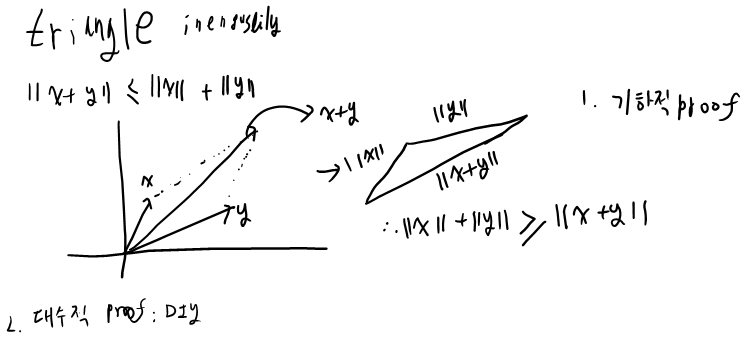 triangle inequality
||x+y|| ≤ ||x|| + ||y||
x+y
x
y
→
||y||
||x||
||x+y||
∴ ||x|| + ||y|| ≥ ||x+y||
1. 기하적 proof
2. 대수적 proof: DIY